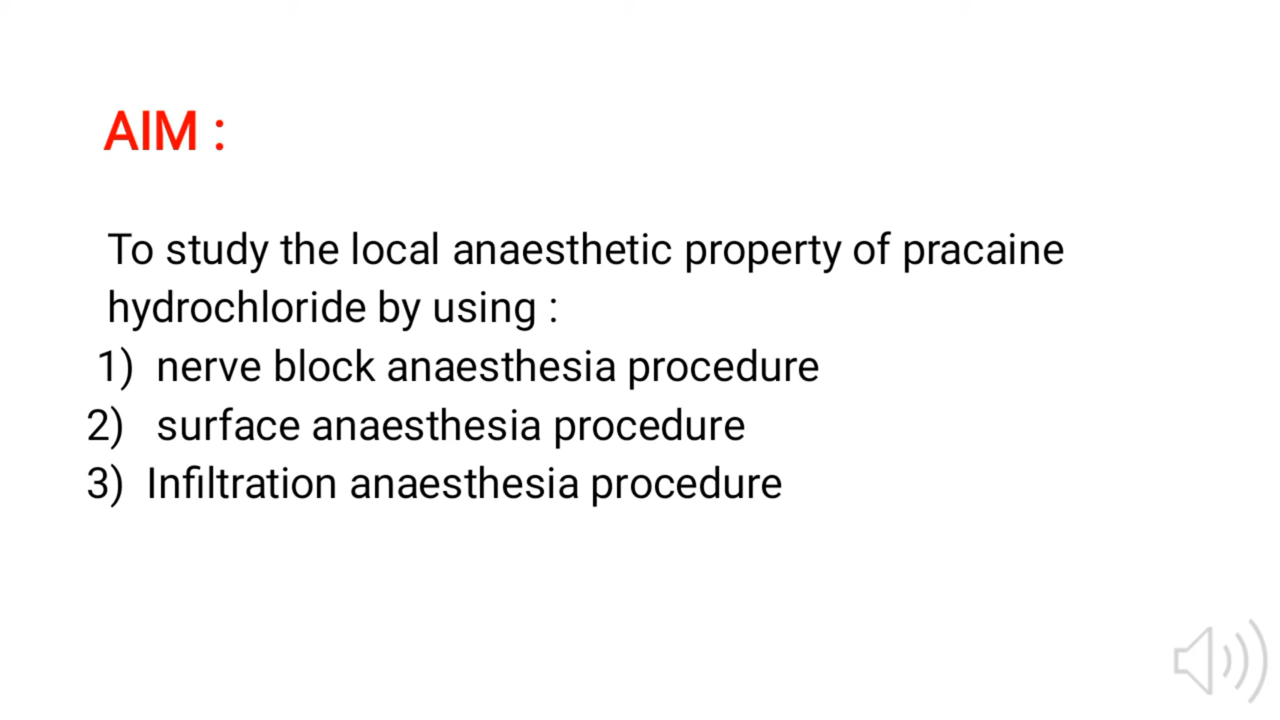 AIM :
To study the local anaesthetic property of pracaine
hydrochloride by using :
1) nerve block anaesthesia procedure
2) surface anaesthesia procedure
3) Infiltration anaesthesia procedure